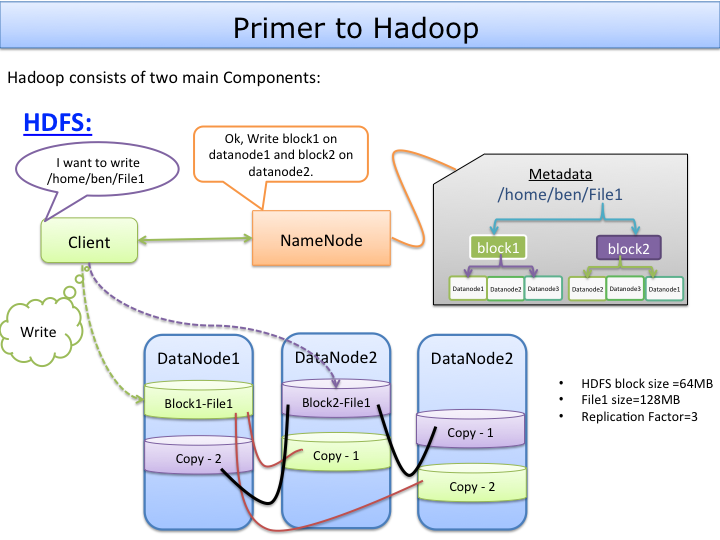 Primer to Hadoop
Hadoop consists of two main Components:
HDFS:
I want to write
/home/ben/File1
Ok, Write block1 on
datanode1 and block2 on
datanode2.
Client
NameNode
Metadata
/home/ben/File1
block1
block2
Datanode1 Datanode2 Datanode3
Datanode2 Datanode3 Datanode1
Write
DataNode1
DataNode2
DataNode2
Block1-File1
Block2-File1
Copy - 1
Copy - 2
Copy - 1
Copy - 2
• HDFS block size =64MB
• File1 size=128MB
• Replication Factor=3